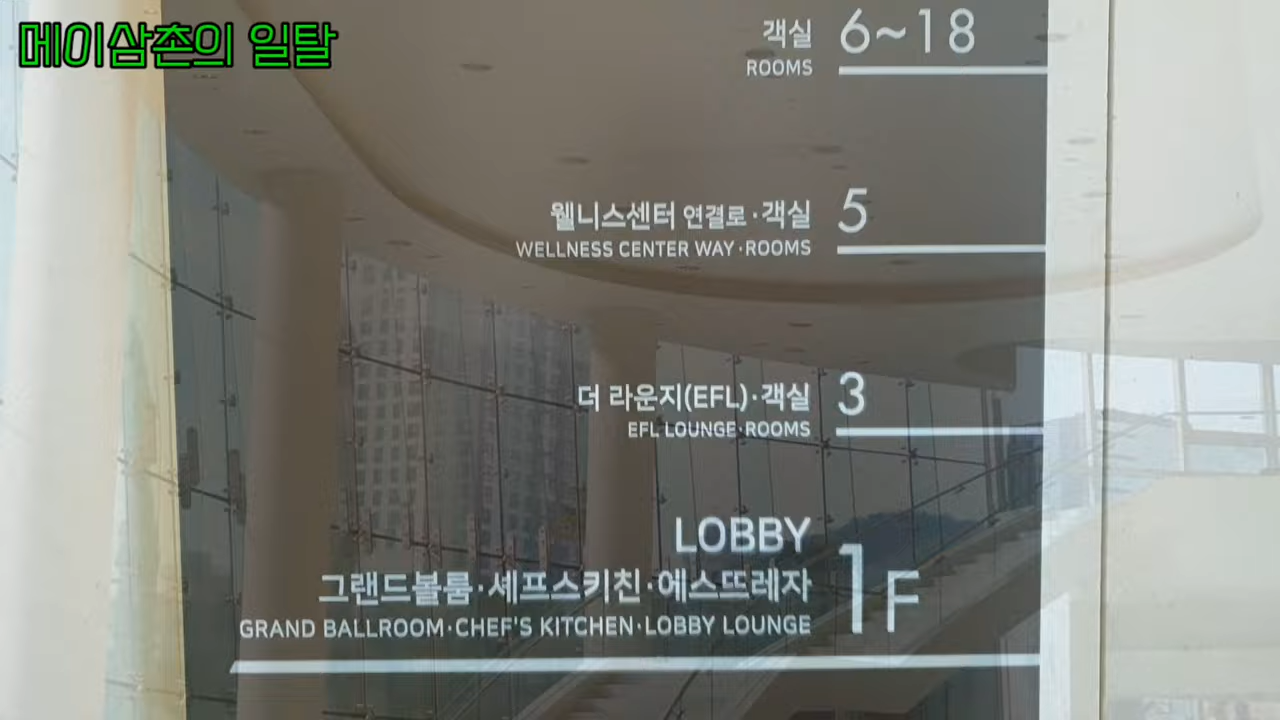 메이삼촌의 일탈
객실 6~18
ROOMS
웰니스센터 연결로·객실 5
WELLNESS CENTER WAY·ROOMS
더 라운지(EFL)·객실 3
EFL LOUNGE·ROOMS
LOBBY
그랜드볼룸·셰프스키친·에스뜨레자 1F
GRAND BALLROOM·CHEF'S KITCHEN·LOBBY LOUNGE